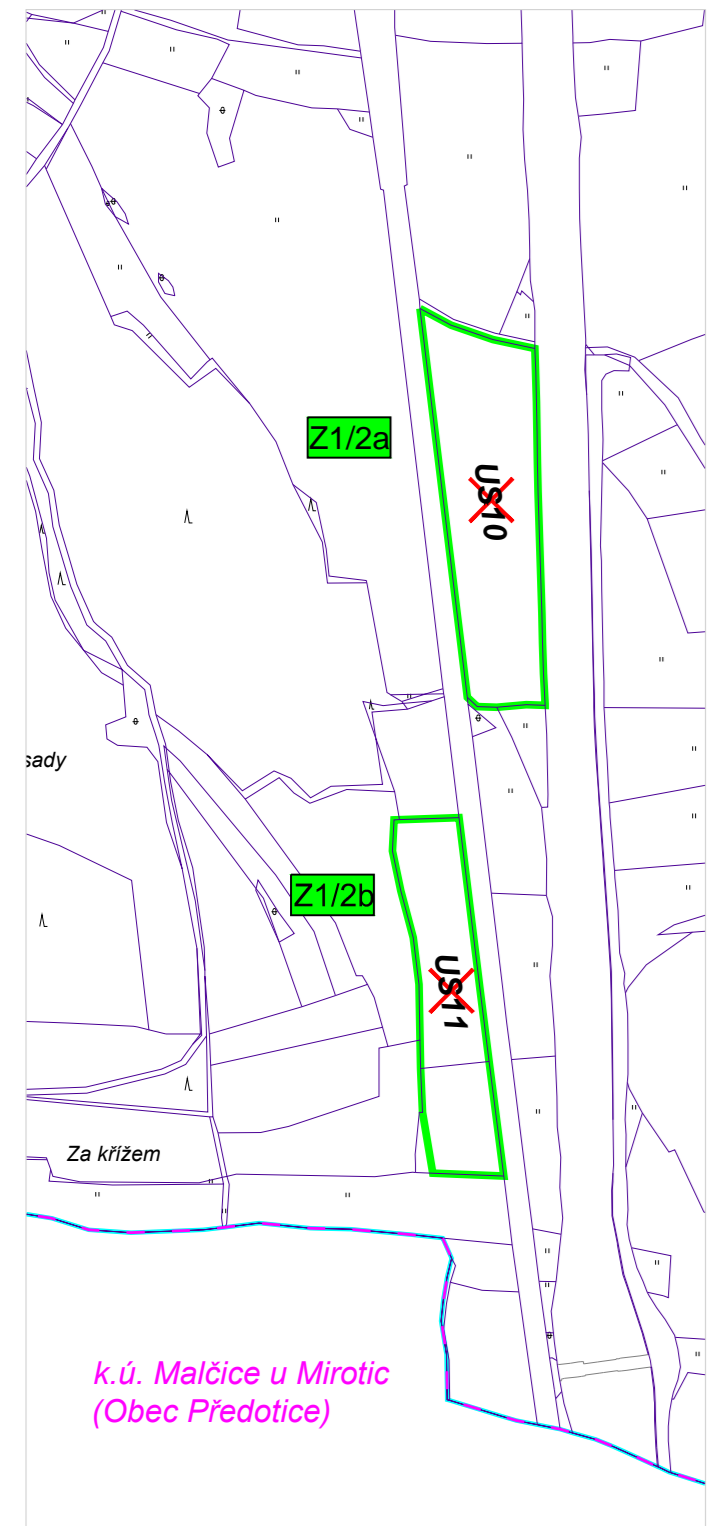 Z1/2a
US10
sady
Z1/2b
US11
Za křížem
k.ú. Malčice u Mirotic
(Obec Předotice)